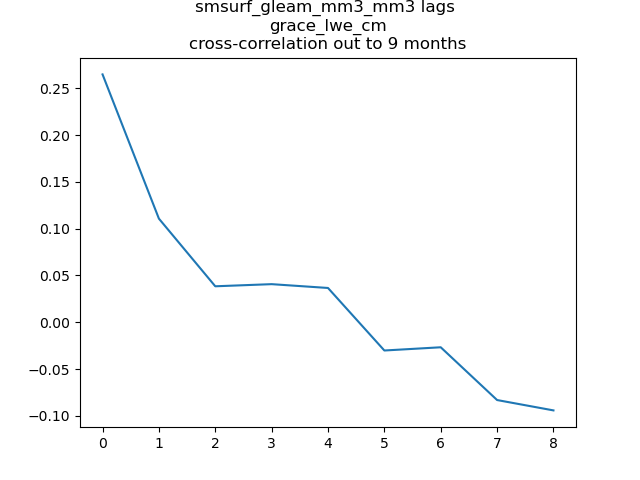 smsurf_gleam_mm3_mm3 lags
grace_lwe_cm
cross-correlation out to 9 months
0.25
0.20
0.15
0.10
0.05
0.00
−0.05
−0.10
0 1 2 3 4 5 6 7 8